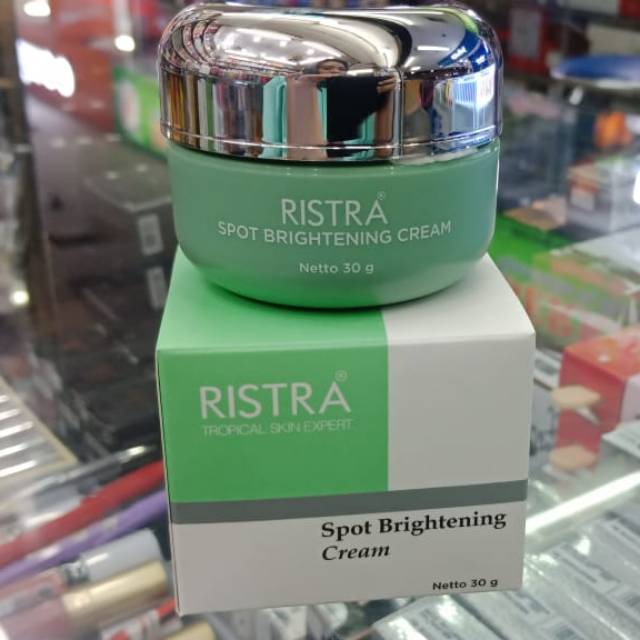 RISTRA®
SPOT BRIGHTENING CREAM
Netto 30 g
RISTRA®
TROPICAL SKIN EXPERT
Spot Brightening
Cream
Netto 30 g